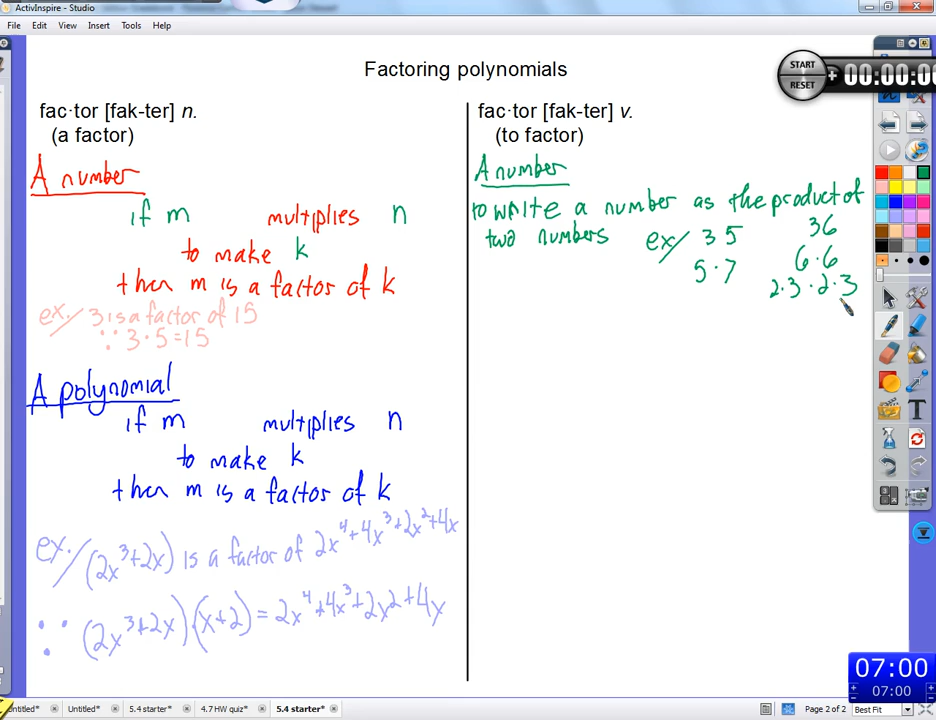 ActivInspire - Studio
File Edit View Insert Tools Help
Factoring polynomials
START
RESET
00:00:0
fac·tor [fak-ter] n.
(a factor)
A number
if m multiplies n
to make k
then m is a factor of k
ex/ 3 is a factor of 15
∵ 3·5=15
A polynomial
if m multiplies n
to make k
then m is a factor of k
ex./ (2x³+2x) is a factor of 2x⁴+4x³+2x²+4x
∵ (2x³+2x)(x+2)=2x⁴+4x³+2x²+4x
fac·tor [fak-ter] v.
(to factor)
A number
to write a number as the product of
two numbers
ex/ 35 36
5·7 6·6
2·3·2·3
07:00
07:00
ntitled* Untitled* 5.4 starter* 4.7 HW quiz* 5.4 starter*
Page 2 of 2 Best Fit